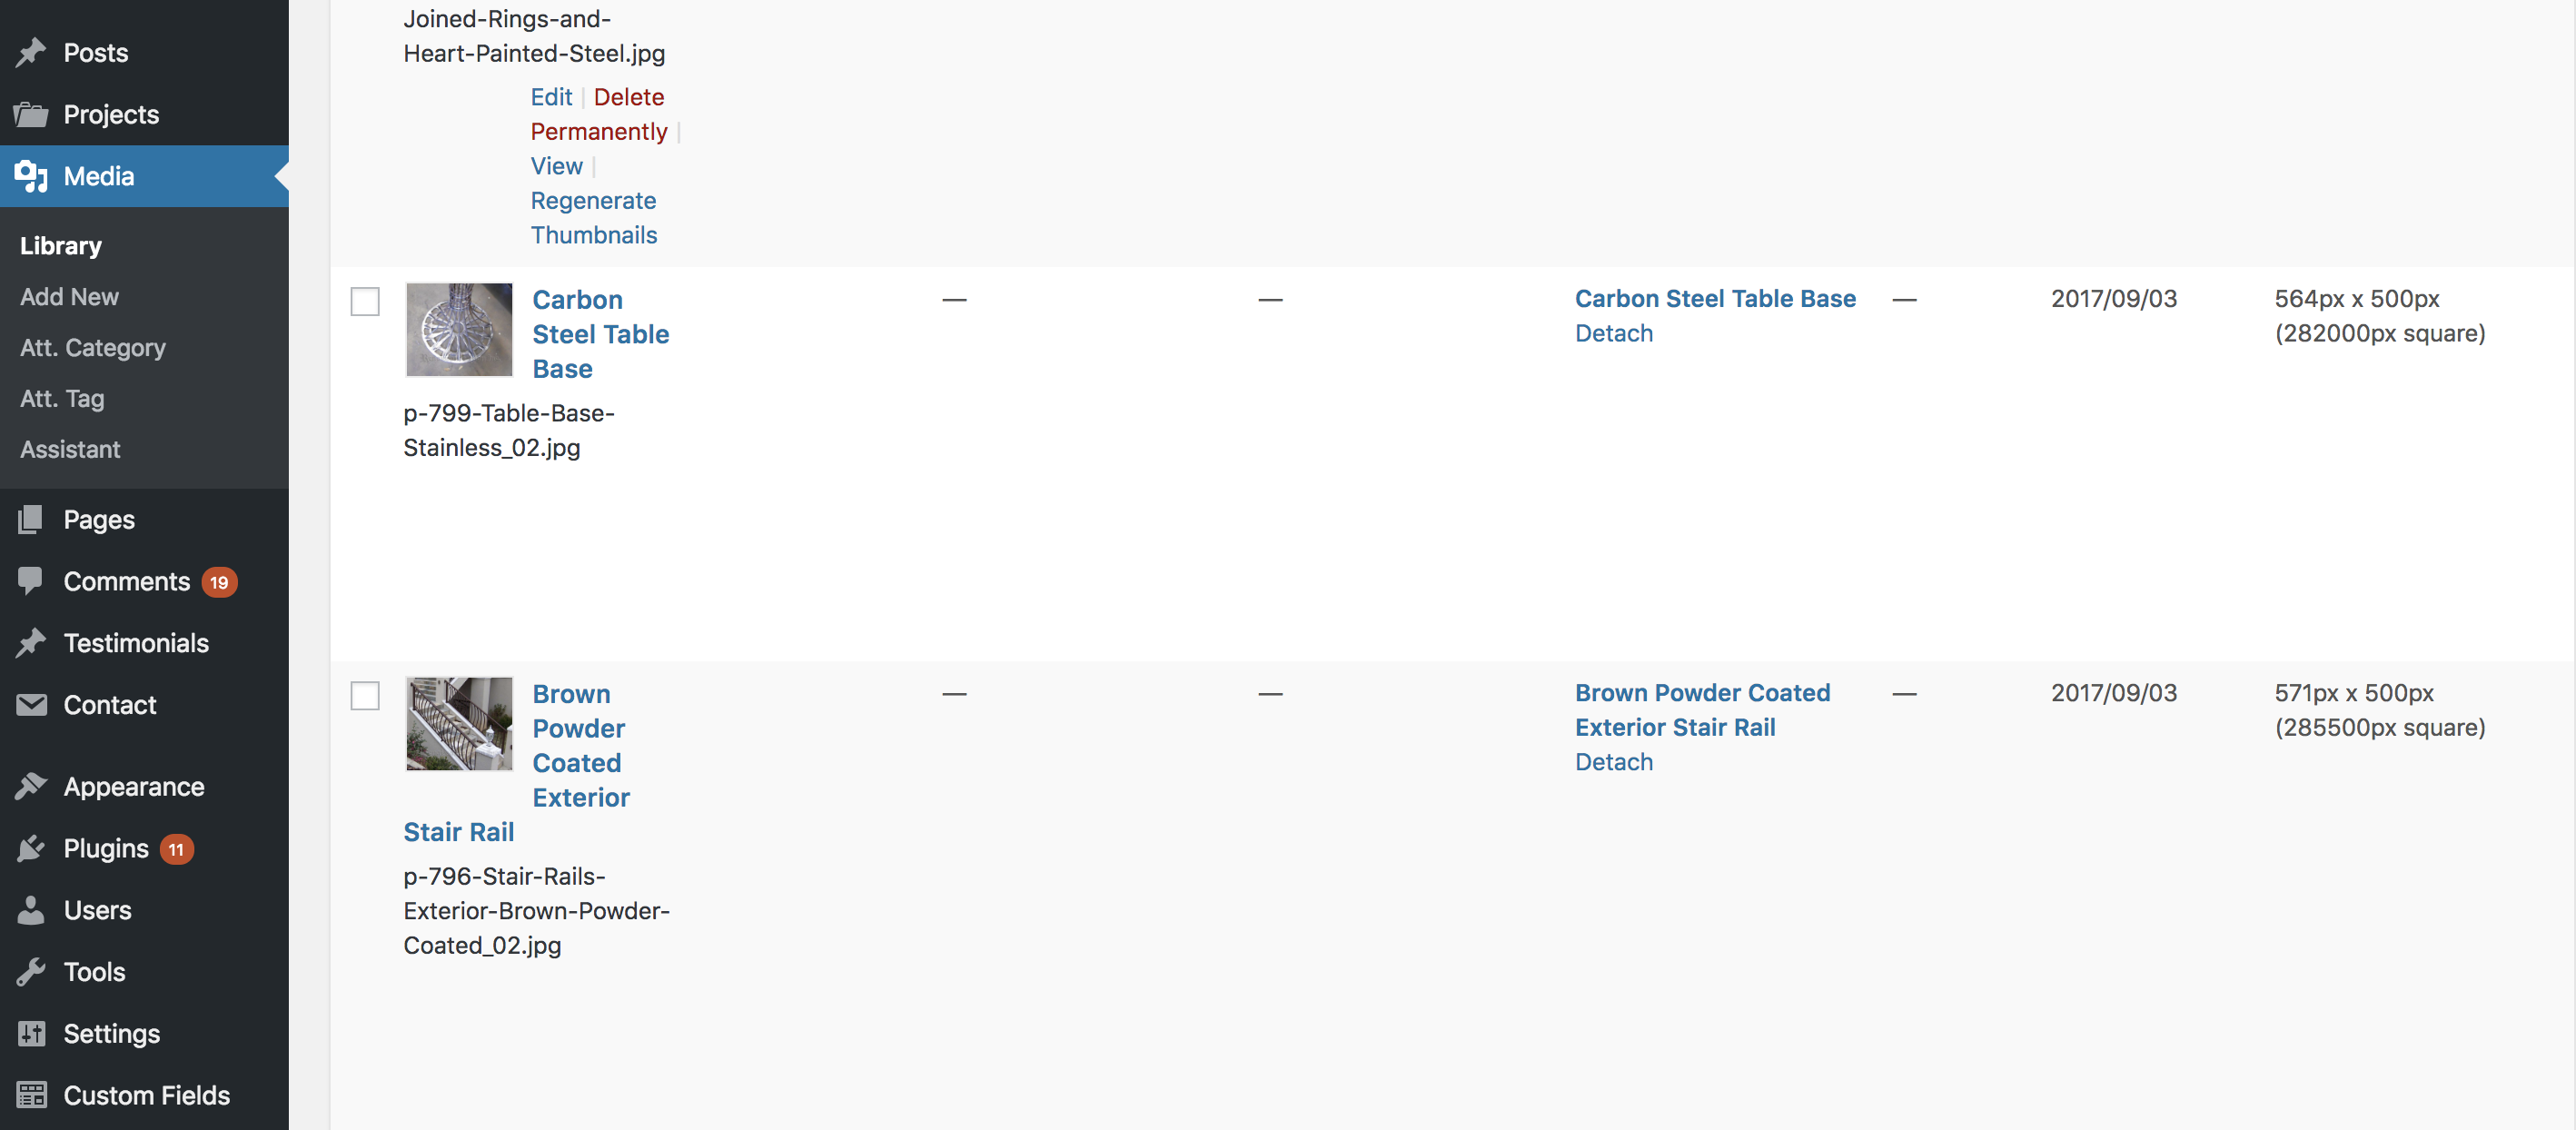 Posts
Projects
Media
Library
Add New
Att. Category
Att. Tag
Assistant
Pages
Comments 19
Testimonials
Contact
Appearance
Plugins 11
Users
Tools
Settings
Custom Fields
Joined-Rings-and-
Heart-Painted-Steel.jpg
Edit | Delete
Permanently |
View |
Regenerate
Thumbnails
Carbon
Steel Table
Base
p-799-Table-Base-
Stainless_02.jpg
—
—
Carbon Steel Table Base
Detach
—
2017/09/03
564px x 500px
(282000px square)
Brown
Powder
Coated
Exterior
Stair Rail
p-796-Stair-Rails-
Exterior-Brown-Powder-
Coated_02.jpg
—
—
Brown Powder Coated
Exterior Stair Rail
Detach
—
2017/09/03
571px x 500px
(285500px square)